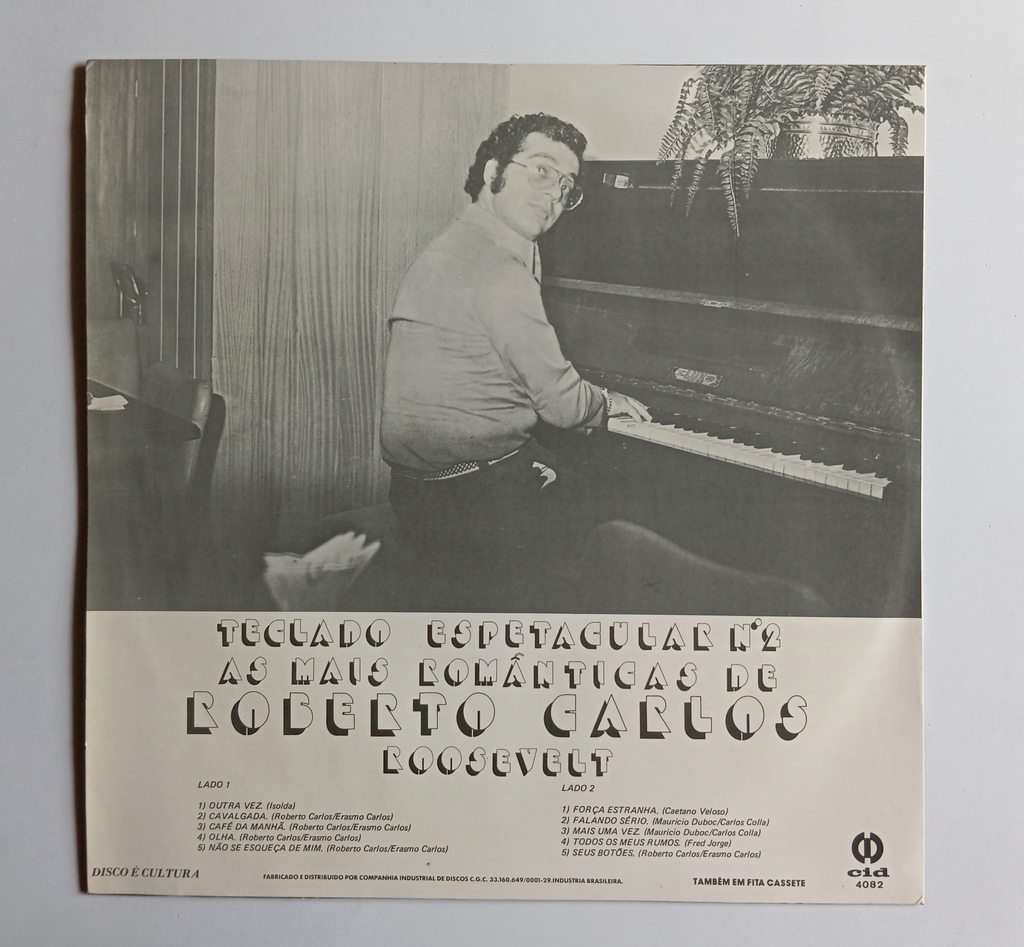 TECLADO ESPETACULAR Nº2
AS MAIS ROMÂNTICAS DE
ROBERTO CARLOS
ROOSEVELT
LADO 1
1) OUTRA VEZ. (Isolda)
2) CAVALGADA. (Roberto Carlos/Erasmo Carlos)
3) CAFÉ DA MANHÃ. (Roberto Carlos/Erasmo Carlos)
4) OLHA. (Roberto Carlos/Erasmo Carlos)
5) NÃO SE ESQUEÇA DE MIM. (Roberto Carlos/Erasmo Carlos)
LADO 2
1) FORÇA ESTRANHA. (Caetano Veloso)
2) FALANDO SÉRIO. (Mauricio Duboc/Carlos Colla)
3) MAIS UMA VEZ. (Mauricio Duboc/Carlos Colla)
4) TODOS OS MEUS RUMOS. (Fred Jorge)
5) SEUS BOTÕES. (Roberto Carlos/Erasmo Carlos)
cid
4082
DISCO É CULTURA
FABRICADO E DISTRIBUIDO POR COMPANHIA INDUSTRIAL DE DISCOS C.G.C. 33.160.649/0001-29.INDUSTRIA BRASILEIRA.
TAMBÉM EM FITA CASSETE